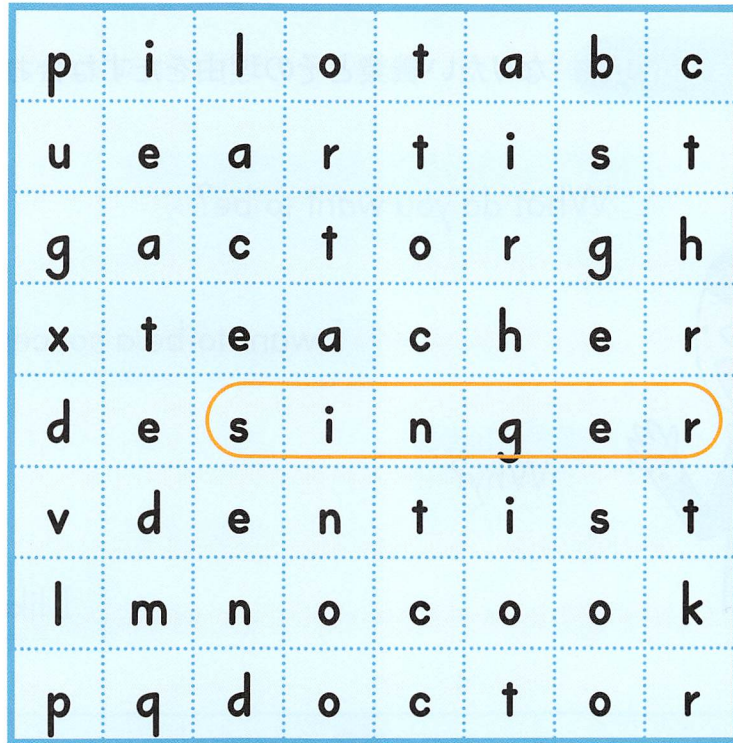 p i l o t a b c
u e a r t i s t
g a c t o r g h
x t e a c h e r
d e s i n g e r
v d e n t i s t
l m n o c o o k
p q d o c t o r